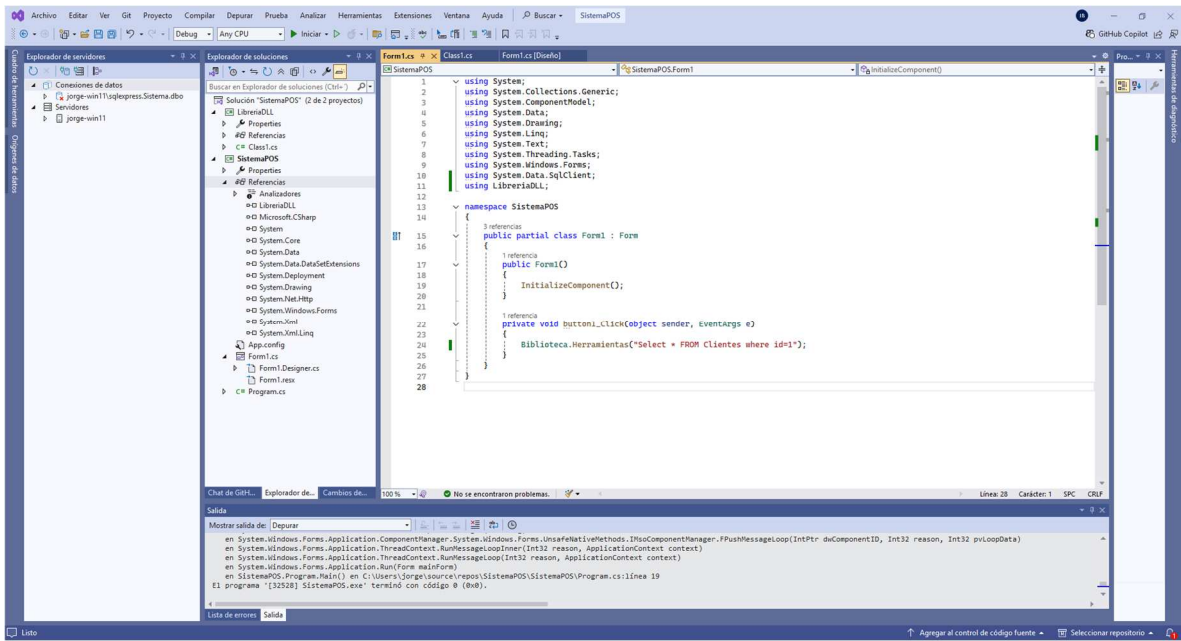 Archivo Editar Ver Git Proyecto Compilar Depurar Prueba Analizar Herramientas Extensiones Ventana Ayuda Buscar SistemaPOS
Debug Any CPU Iniciar GitHub Copilot
Explorador de servidores
Conexiones de datos
jorge-win11\sqlexpress.Sistema.dbo
Servidores
jorge-win11
Cuadro de herramientas
Orígenes de datos
Explorador de soluciones
Buscar en Explorador de soluciones (Ctrl+´)
Solución "SistemaPOS" (2 de 2 proyectos)
LibreriaDLL
Properties
Referencias
C# Class1.cs
SistemaPOS
Properties
Referencias
Analizadores
LibreriaDLL
Microsoft.CSharp
System
System.Core
System.Data
System.Data.DataSetExtensions
System.Deployment
System.Drawing
System.Net.Http
System.Windows.Forms
System.Xml
System.Xml.Linq
App.config
Form1.cs
Form1.Designer.cs
Form1.resx
C# Program.cs
Chat de GitH... Explorador de... Cambios de...
Form1.cs Class1.cs Form1.cs [Diseño]
SistemaPOS SistemaPOS.Form1 InitializeComponent()
1 using System;
2 using System.Collections.Generic;
3 using System.ComponentModel;
4 using System.Data;
5 using System.Drawing;
6 using System.Linq;
7 using System.Text;
8 using System.Threading.Tasks;
9 using System.Windows.Forms;
10 using System.Data.SqlClient;
11 using LibreriaDLL;
12
13 namespace SistemaPOS
14 {
3 referencias
15 public partial class Form1 : Form
16 {
1 referencia
17 public Form1()
18 {
19 InitializeComponent();
20 }
21
1 referencia
22 private void button1_Click(object sender, EventArgs e)
23 {
24 Biblioteca.Herramientas("Select * FROM Clientes where id=1");
25 }
26 }
27 }
28
100 % No se encontraron problemas. Línea: 28 Carácter: 1 SPC CRLF
Pro...
Herramientas de diagnóstico
Salida
Mostrar salida de: Depurar
en System.Windows.Forms.Application.ComponentManager.System.Windows.Forms.UnsafeNativeMethods.IMsoComponentManager.FPushMessageLoop(IntPtr dwComponentID, Int32 reason, Int32 pvLoopData)
en System.Windows.Forms.Application.ThreadContext.RunMessageLoopInner(Int32 reason, ApplicationContext context)
en System.Windows.Forms.Application.ThreadContext.RunMessageLoop(Int32 reason, ApplicationContext context)
en System.Windows.Forms.Application.Run(Form mainForm)
en SistemaPOS.Program.Main() en C:\Users\jorge\source\repos\SistemaPOS\SistemaPOS\Program.cs:línea 19
El programa '[32528] SistemaPOS.exe' terminó con código 0 (0x0).
Lista de errores Salida
Listo Agregar al control de código fuente Seleccionar repositorio